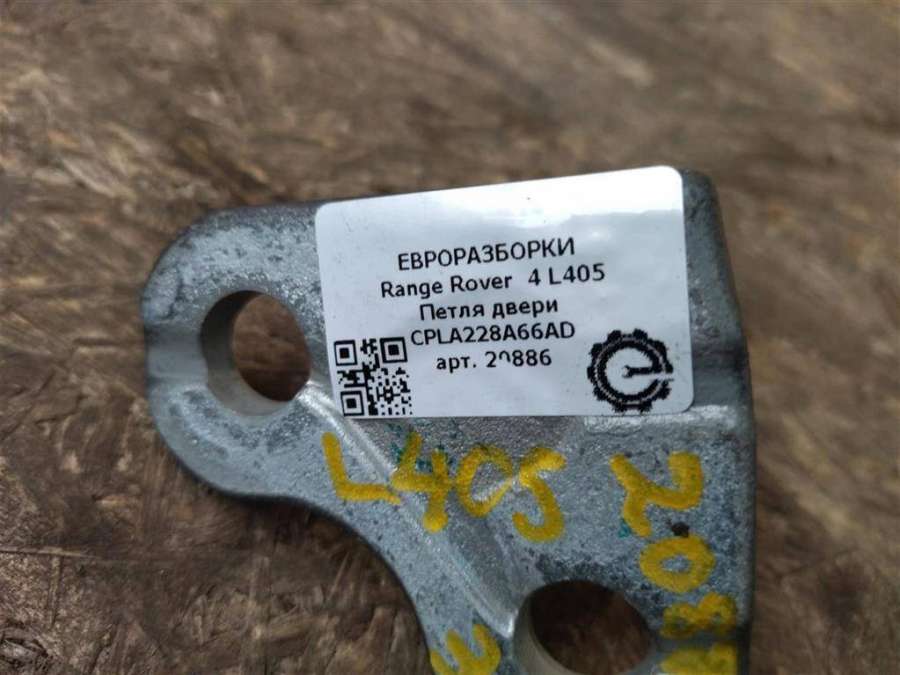 ЕВРОРАЗБОРКИ
Range Rover 4 L405
Петля двери
CPLA228A66AD
арт. 20886
L405